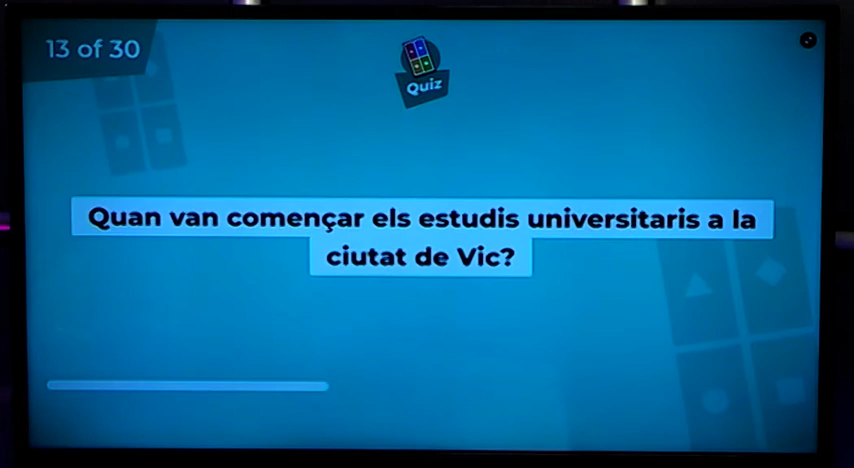 13 of 30
Quiz
Quan van començar els estudis universitaris a la
ciutat de Vic?